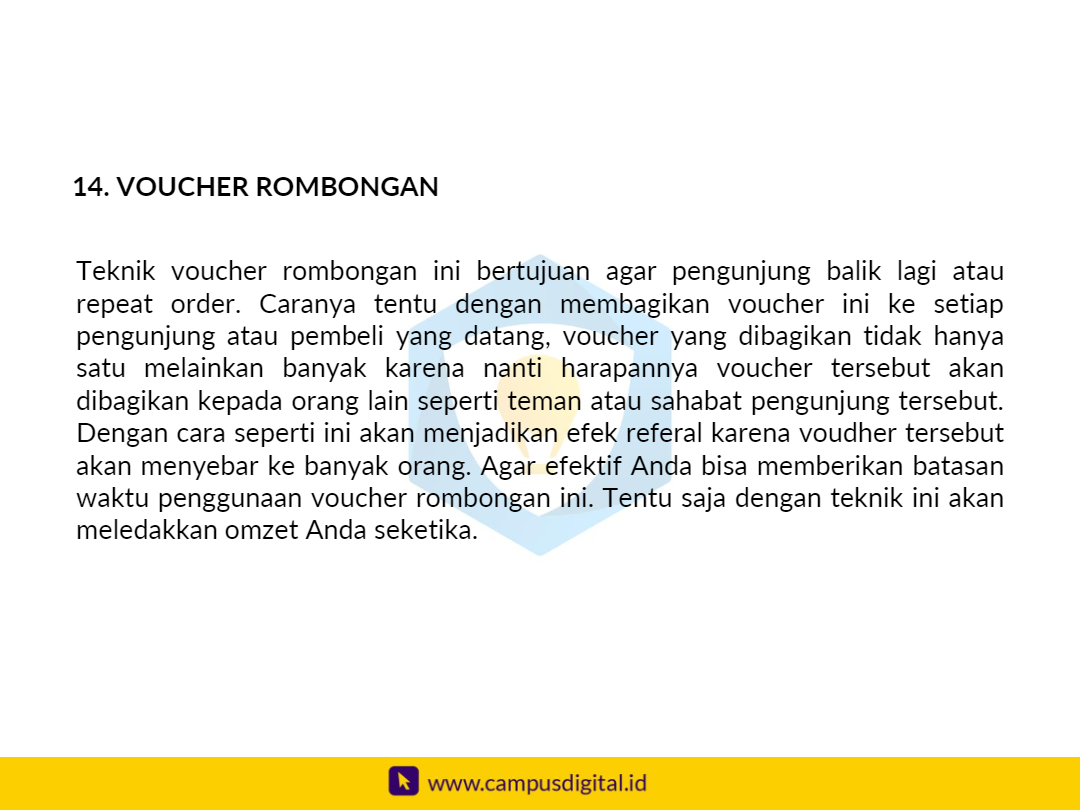 14. VOUCHER ROMBONGAN
Teknik voucher rombongan ini bertujuan agar pengunjung balik lagi atau
repeat order. Caranya tentu dengan membagikan voucher ini ke setiap
pengunjung atau pembeli yang datang, voucher yang dibagikan tidak hanya
satu melainkan banyak karena nanti harapannya voucher tersebut akan
dibagikan kepada orang lain seperti teman atau sahabat pengunjung tersebut.
Dengan cara seperti ini akan menjadikan efek referal karena voudher tersebut
akan menyebar ke banyak orang. Agar efektif Anda bisa memberikan batasan
waktu penggunaan voucher rombongan ini. Tentu saja dengan teknik ini akan
meledakkan omzet Anda seketika.
www.campusdigital.id